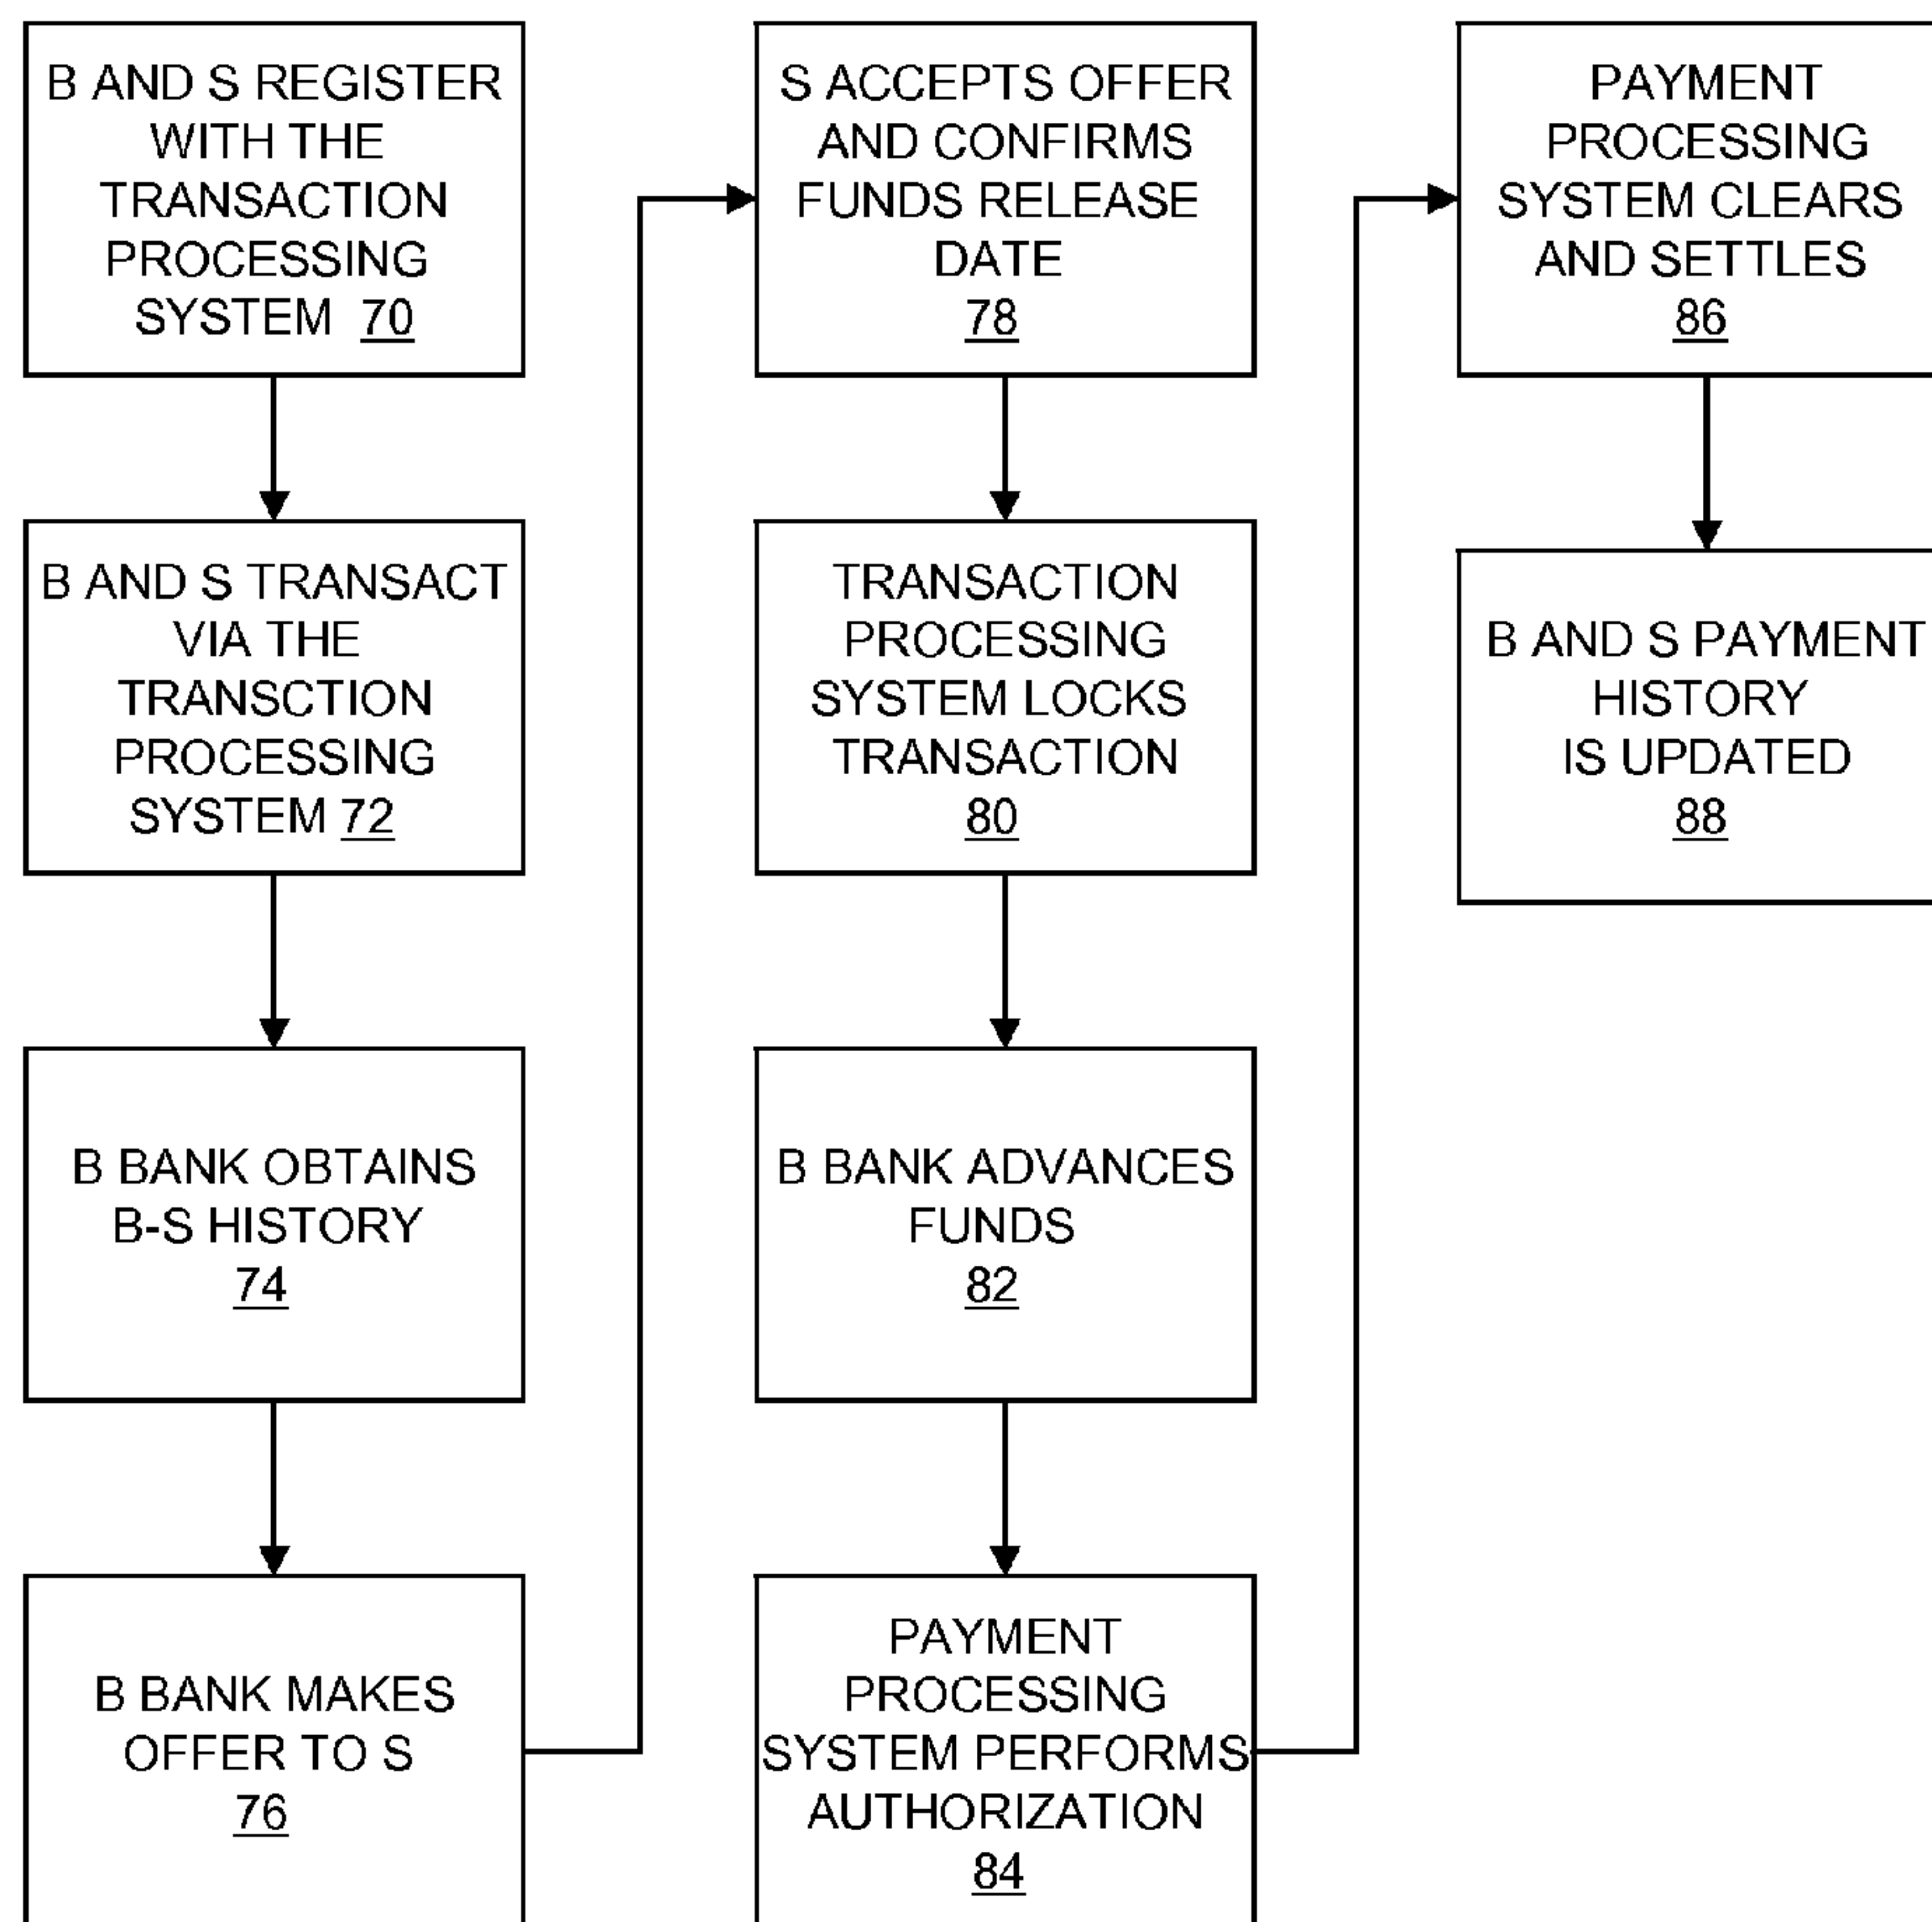 B AND S REGISTER
WITH THE
TRANSACTION
PROCESSING
SYSTEM 70
B AND S TRANSACT
VIA THE
TRANSCTION
PROCESSING
SYSTEM 72
B BANK OBTAINS
B-S HISTORY
74
B BANK MAKES
OFFER TO S
76
S ACCEPTS OFFER
AND CONFIRMS
FUNDS RELEASE
DATE
78
TRANSACTION
PROCESSING
SYSTEM LOCKS
TRANSACTION
80
B BANK ADVANCES
FUNDS
82
PAYMENT
PROCESSING
SYSTEM PERFORMS
AUTHORIZATION
84
PAYMENT
PROCESSING
SYSTEM CLEARS
AND SETTLES
86
B AND S PAYMENT
HISTORY
IS UPDATED
88